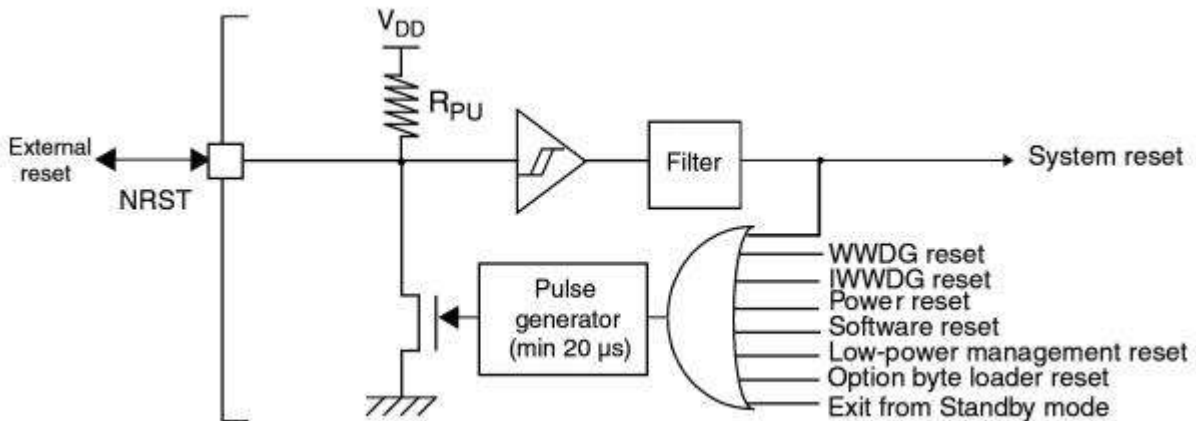 VDD
RPU
External
reset
NRST
Filter
System reset
WWDG reset
IWWDG reset
Power reset
Software reset
Low-power management reset
Option byte loader reset
Exit from Standby mode
Pulse
generator
(min 20 µs)